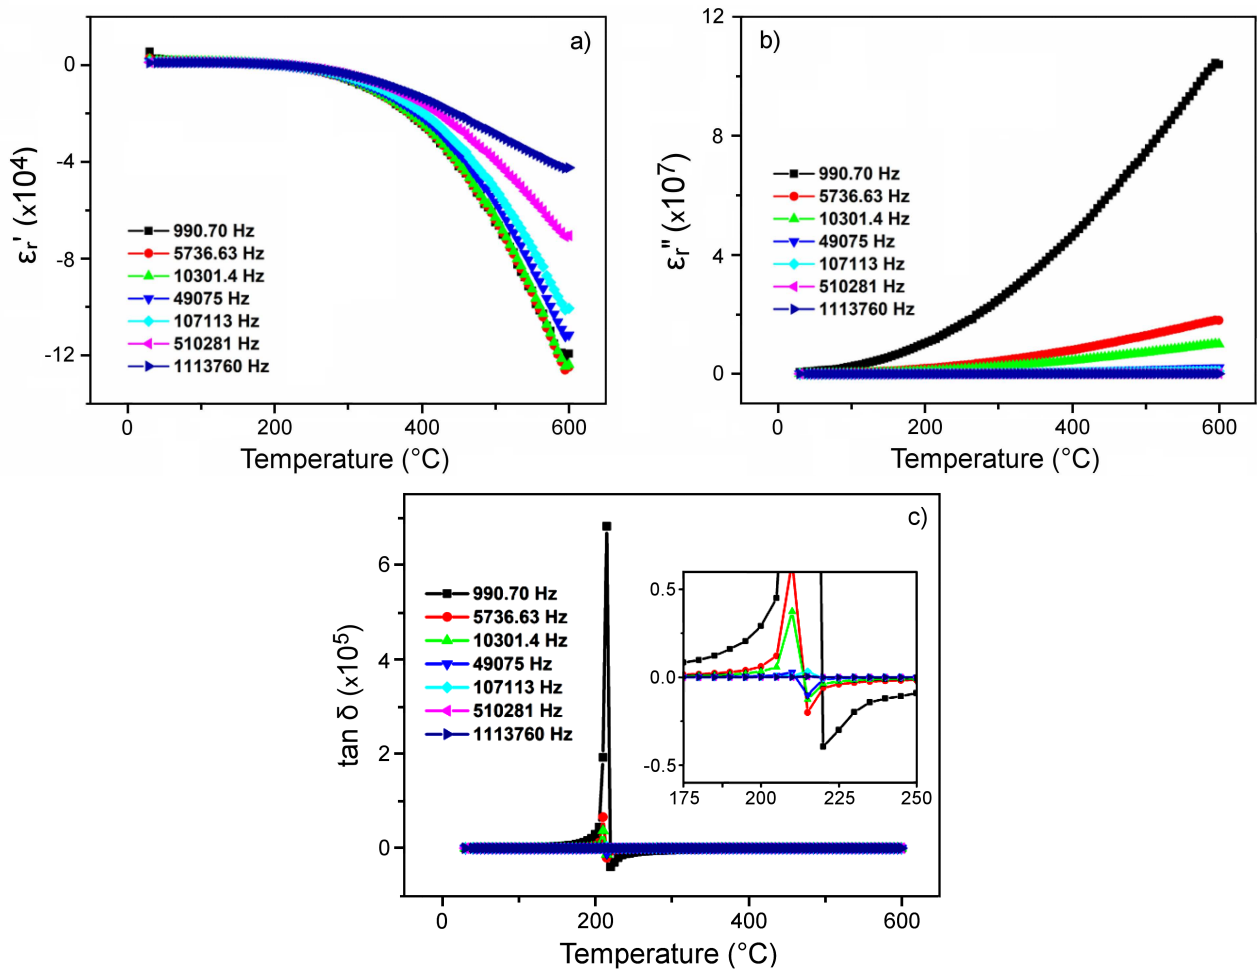 a)
0
-4
-8
-12
εr' (x10⁴)
990.70 Hz
5736.63 Hz
10301.4 Hz
49075 Hz
107113 Hz
510281 Hz
1113760 Hz
0 200 400 600
Temperature (°C)
b)
12
8
4
0
εr" (x10⁷)
990.70 Hz
5736.63 Hz
10301.4 Hz
49075 Hz
107113 Hz
510281 Hz
1113760 Hz
0 200 400 600
Temperature (°C)
c)
6
4
2
0
tan δ (x10⁵)
990.70 Hz
5736.63 Hz
10301.4 Hz
49075 Hz
107113 Hz
510281 Hz
1113760 Hz
0.5
0.0
-0.5
175 200 225 250
0 200 400 600
Temperature (°C)